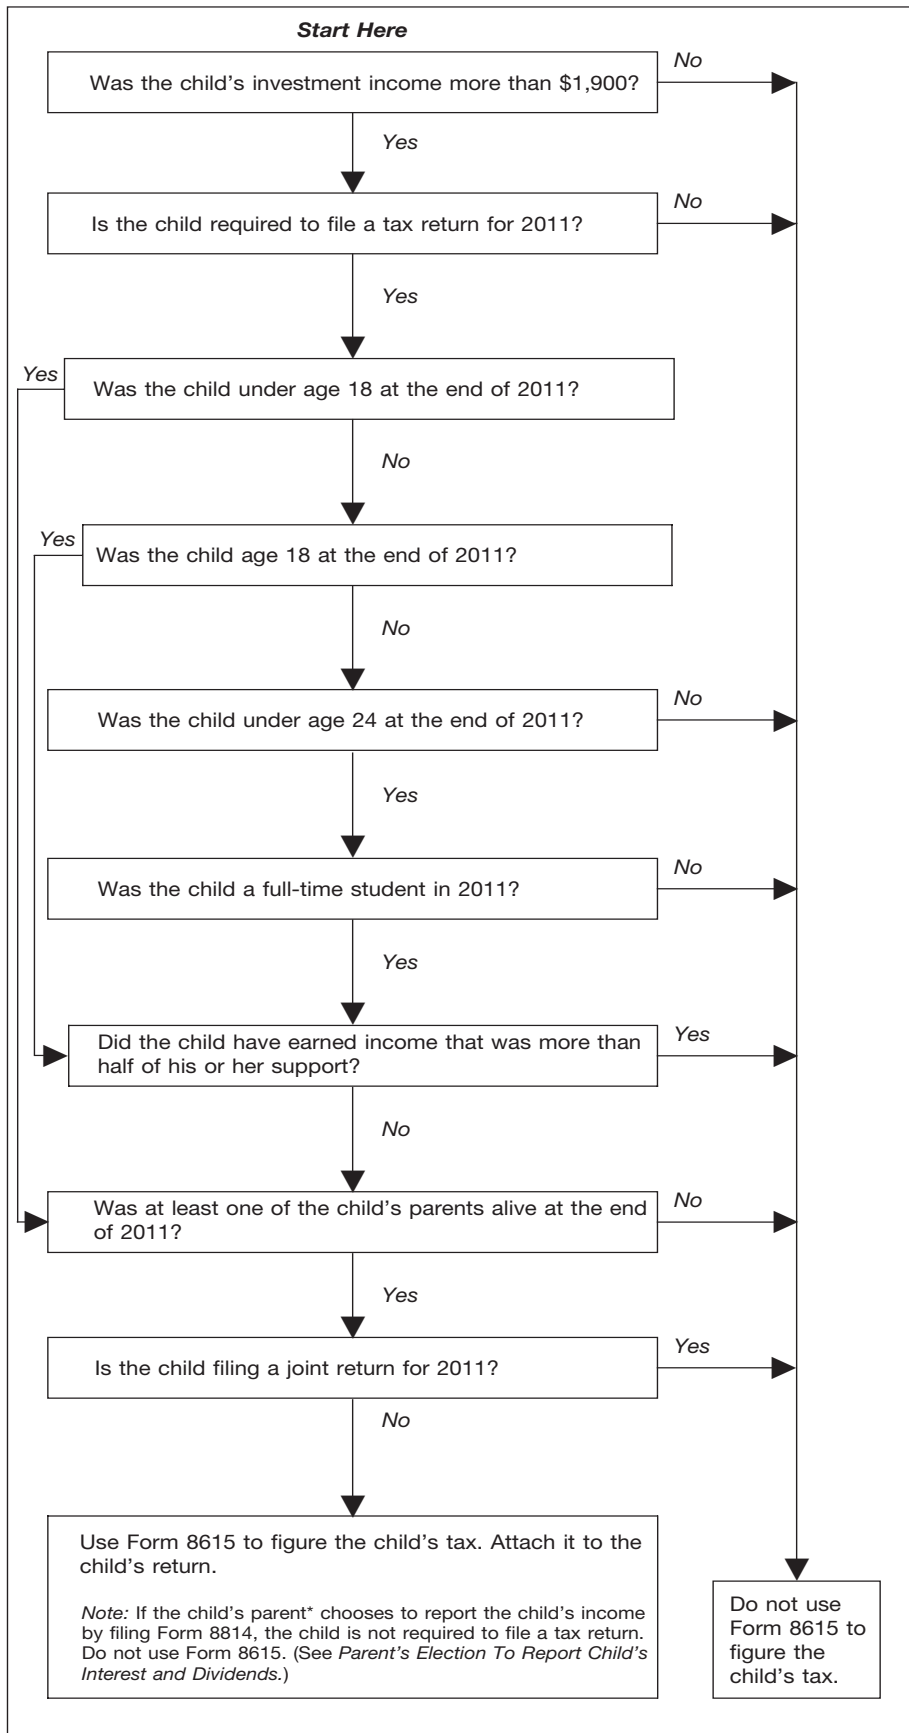 Start Here
Was the child's investment income more than $1,900?
No
Yes
Is the child required to file a tax return for 2011?
No
Yes
Yes
Was the child under age 18 at the end of 2011?
No
Yes
Was the child age 18 at the end of 2011?
No
Was the child under age 24 at the end of 2011?
No
Yes
Was the child a full-time student in 2011?
No
Yes
Did the child have earned income that was more than
half of his or her support?
Yes
No
Was at least one of the child's parents alive at the end
of 2011?
No
Yes
Is the child filing a joint return for 2011?
Yes
No
Use Form 8615 to figure the child's tax. Attach it to the
child's return.
Note: If the child's parent* chooses to report the child's income
by filing Form 8814, the child is not required to file a tax return.
Do not use Form 8615. (See Parent's Election To Report Child's
Interest and Dividends.)
Do not use
Form 8615 to
figure the
child's tax.